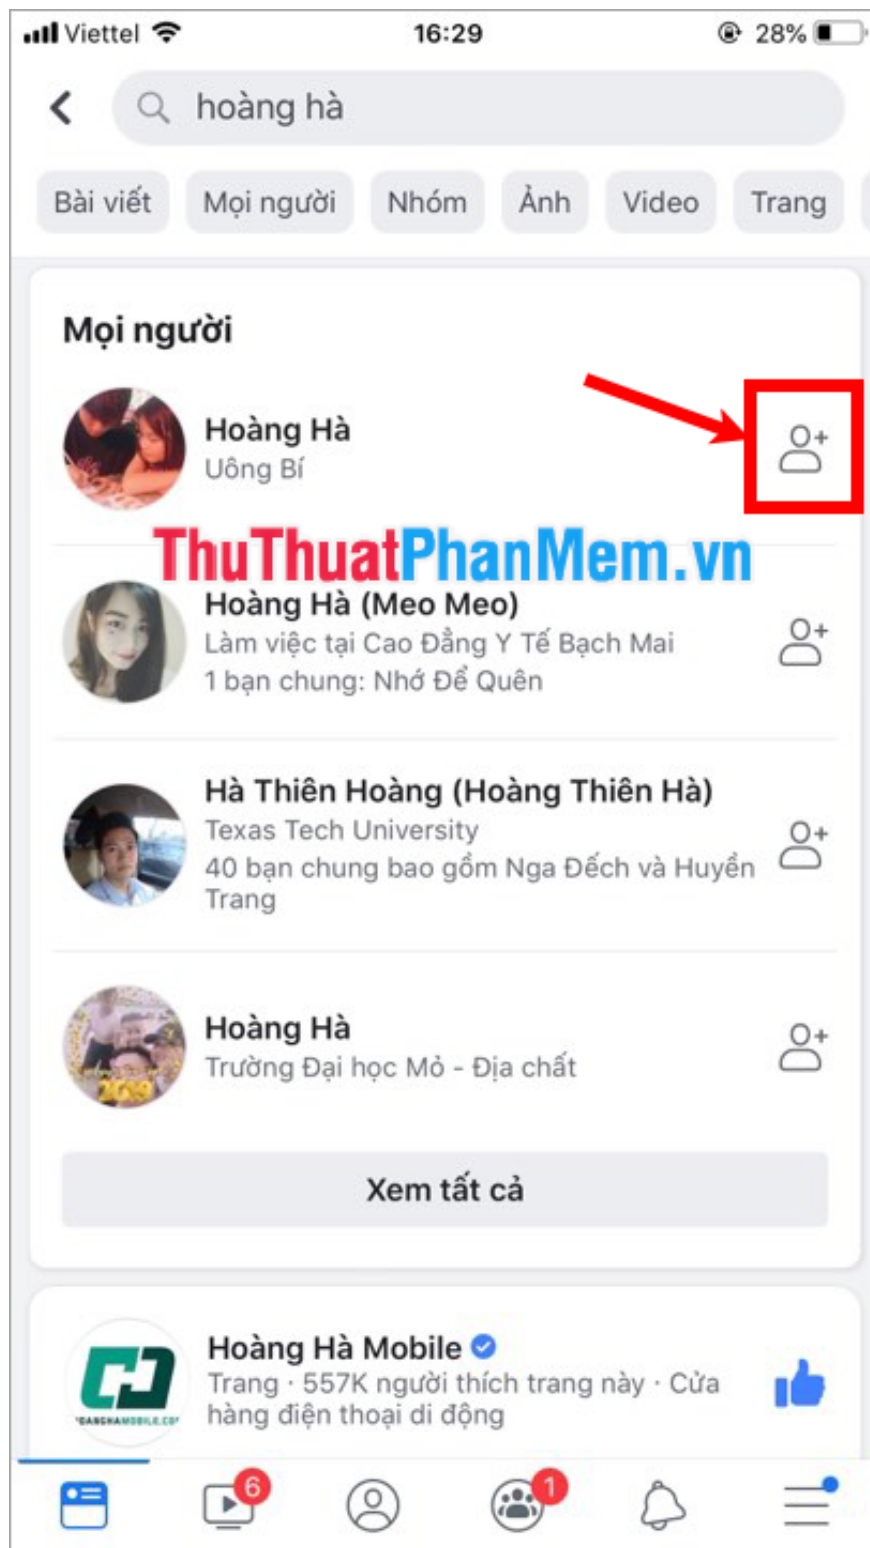 Viettel 16:29 28%
hoàng hà
Bài viết Mọi người Nhóm Ảnh Video Trang
Mọi người
Hoàng Hà
Uông Bí
ThuThuatPhanMem.vn
Hoàng Hà (Meo Meo)
Làm việc tại Cao Đẳng Y Tế Bạch Mai
1 bạn chung: Nhớ Để Quên
Hà Thiên Hoàng (Hoàng Thiên Hà)
Texas Tech University
40 bạn chung bao gồm Nga Đếch và Huyền
Trang
Hoàng Hà
Trường Đại học Mỏ - Địa chất
2019
Xem tất cả
Hoàng Hà Mobile
Trang · 557K người thích trang này · Cửa
hàng điện thoại di động
6 1